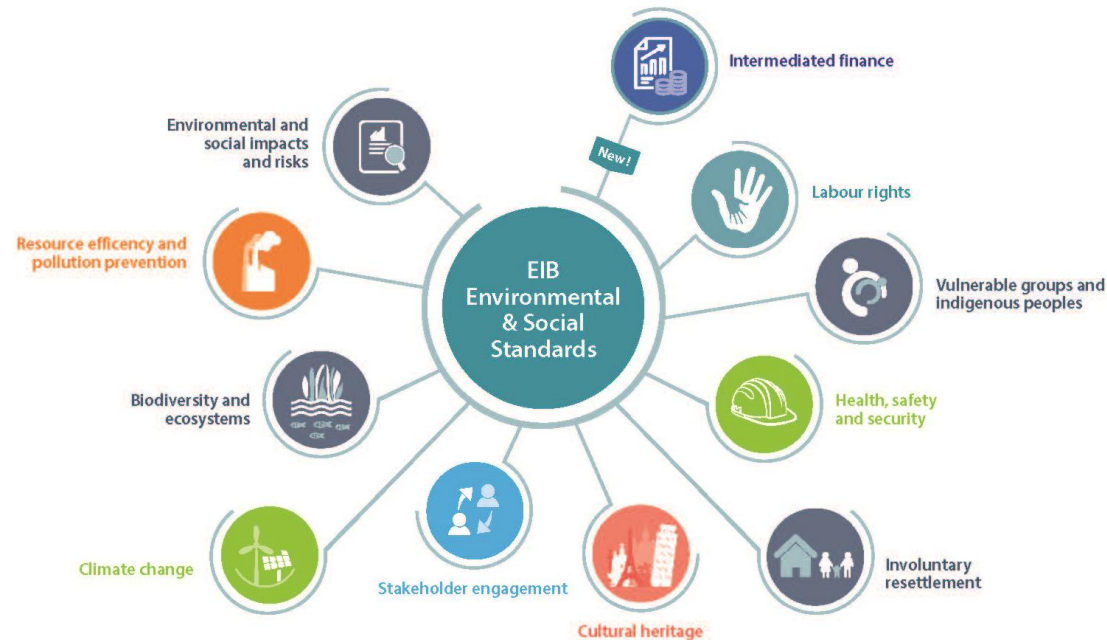 Intermediated finance
New!
Environmental and
social impacts
and risks
Labour rights
Resource efficency and
pollution prevention
EIB
Environmental
& Social
Standards
Vulnerable groups and
indigenous peoples
Biodiversity and
ecosystems
Health, safety
and security
Climate change
Stakeholder engagement
Cultural heritage
Involuntary
resettlement